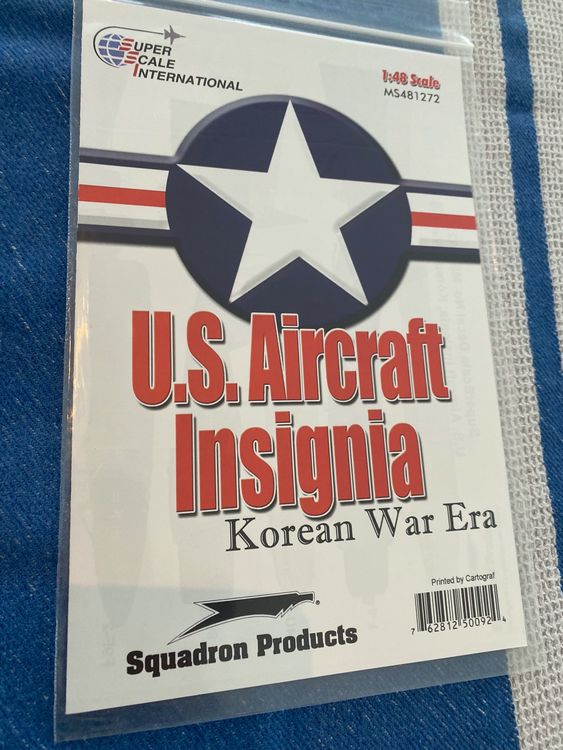 SUPER
SCALE
INTERNATIONAL
1:48 Scale
MS481272
U.S. Aircraft
Insignia
Korean War Era
Printed by Cartograf
7 62812 50092 4
Squadron Products